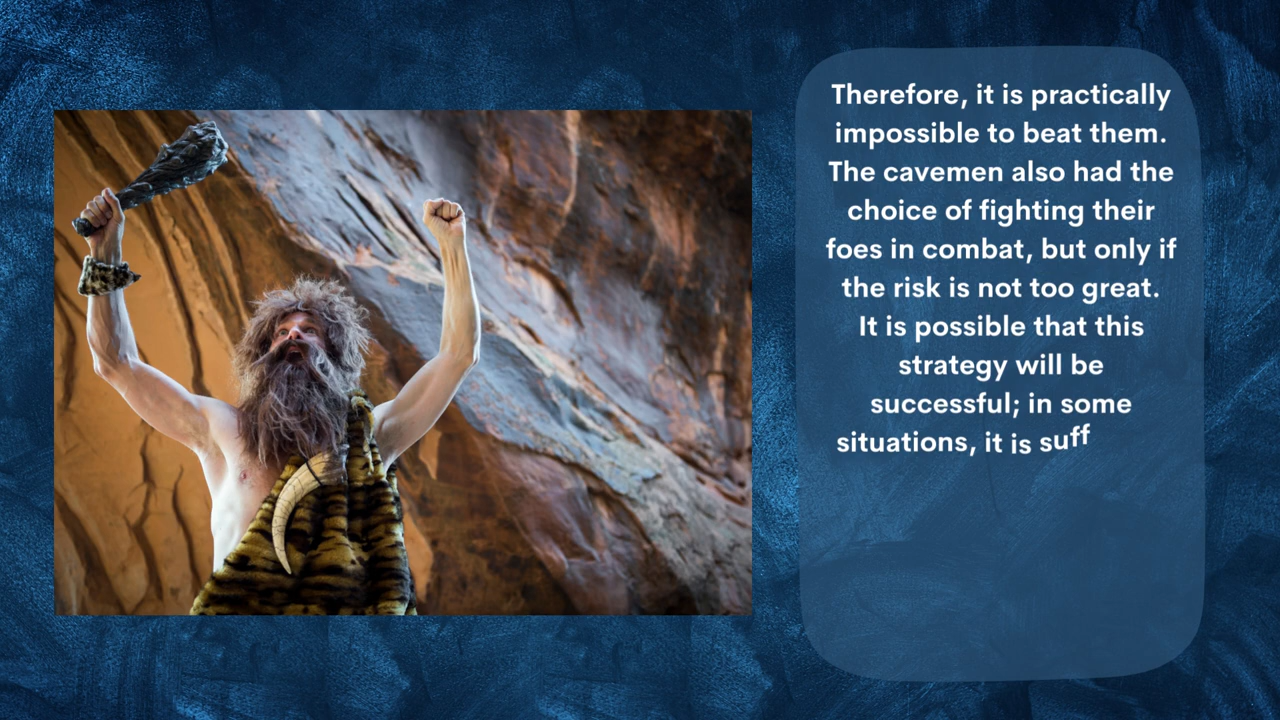 Therefore, it is practically
impossible to beat them.
The cavemen also had the
choice of fighting their
foes in combat, but only if
the risk is not too great.
It is possible that this
strategy will be
successful; in some
situations, it is suff